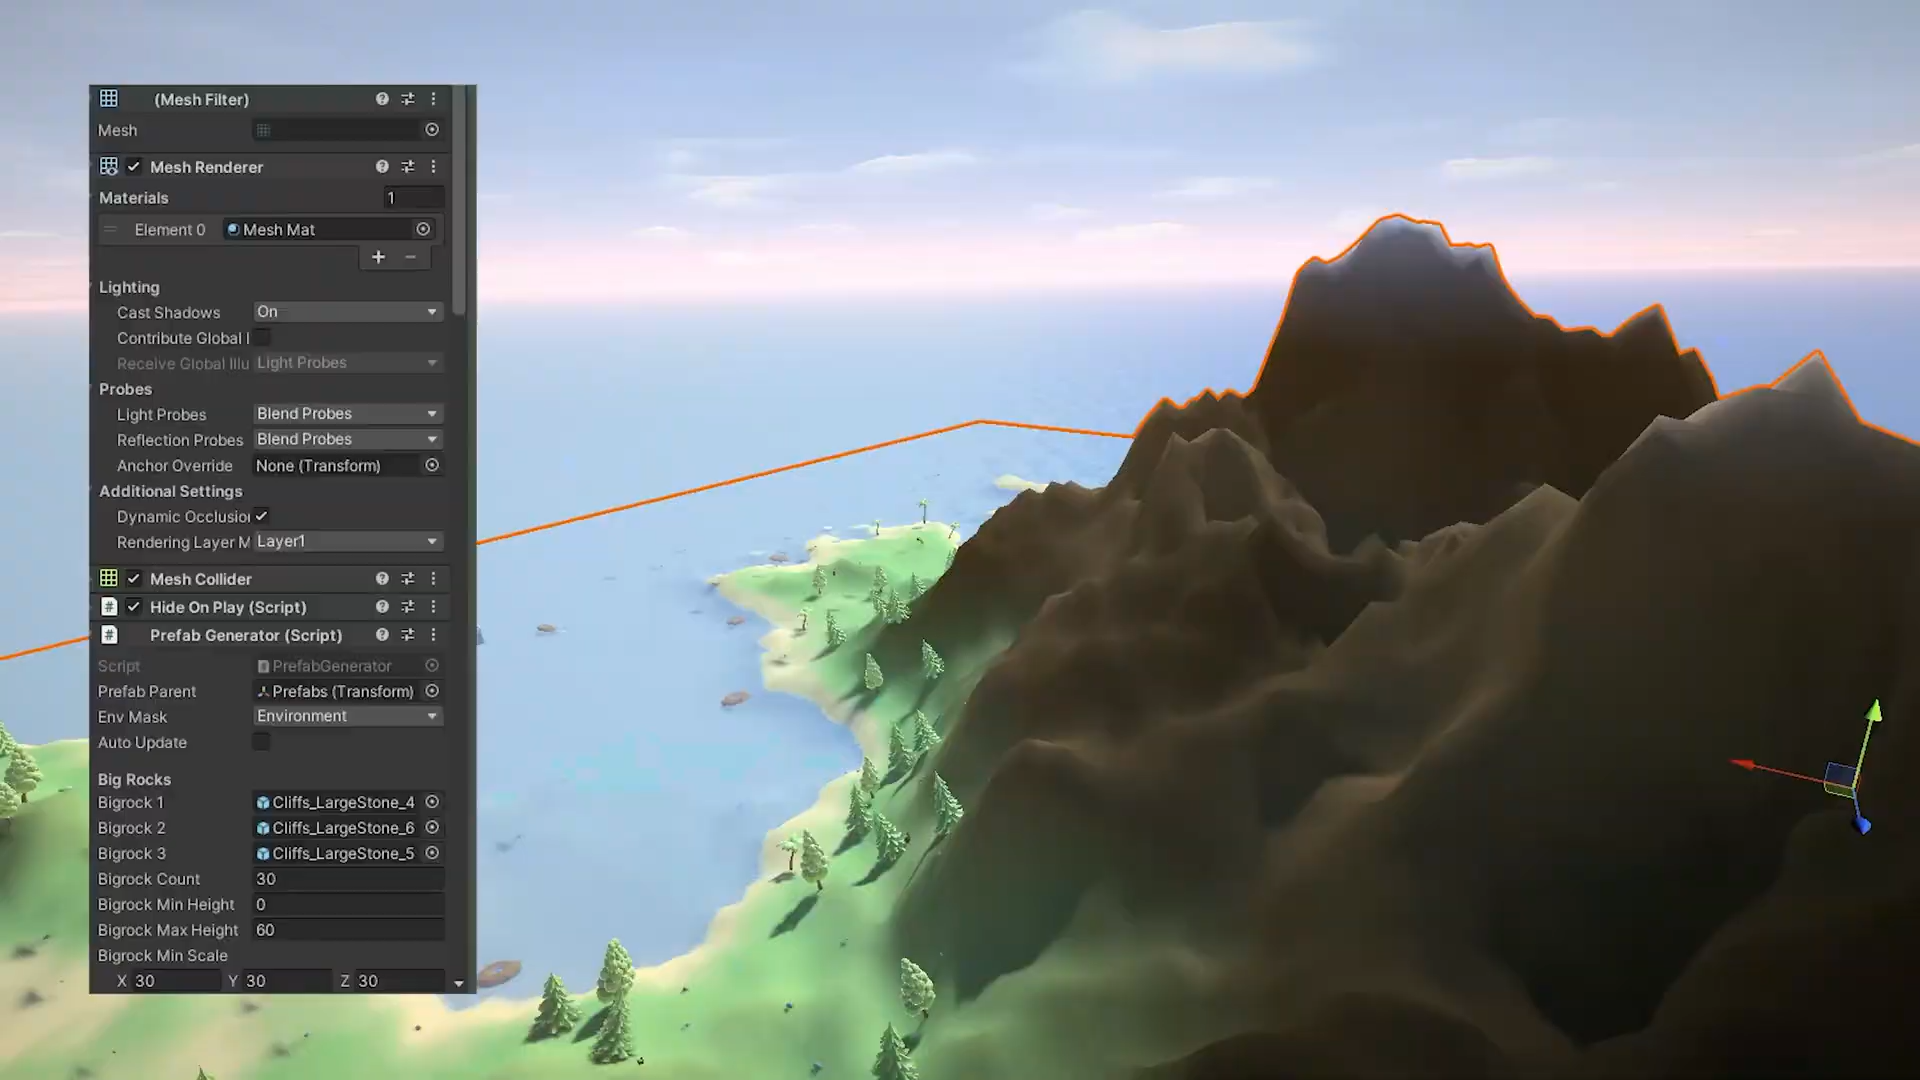 (Mesh Filter)
Mesh
Mesh Renderer
Materials 1
Element 0 Mesh Mat
Lighting
Cast Shadows On
Contribute Global I
Receive Global Illu Light Probes
Probes
Light Probes Blend Probes
Reflection Probes Blend Probes
Anchor Override None (Transform)
Additional Settings
Dynamic Occlusion
Rendering Layer M Layer1
Mesh Collider
# Hide On Play (Script)
# Prefab Generator (Script)
Script PrefabGenerator
Prefab Parent Prefabs (Transform)
Env Mask Environment
Auto Update
Big Rocks
Bigrock 1 Cliffs_LargeStone_4
Bigrock 2 Cliffs_LargeStone_6
Bigrock 3 Cliffs_LargeStone_5
Bigrock Count 30
Bigrock Min Height 0
Bigrock Max Height 60
Bigrock Min Scale
X 30 Y 30 Z 30